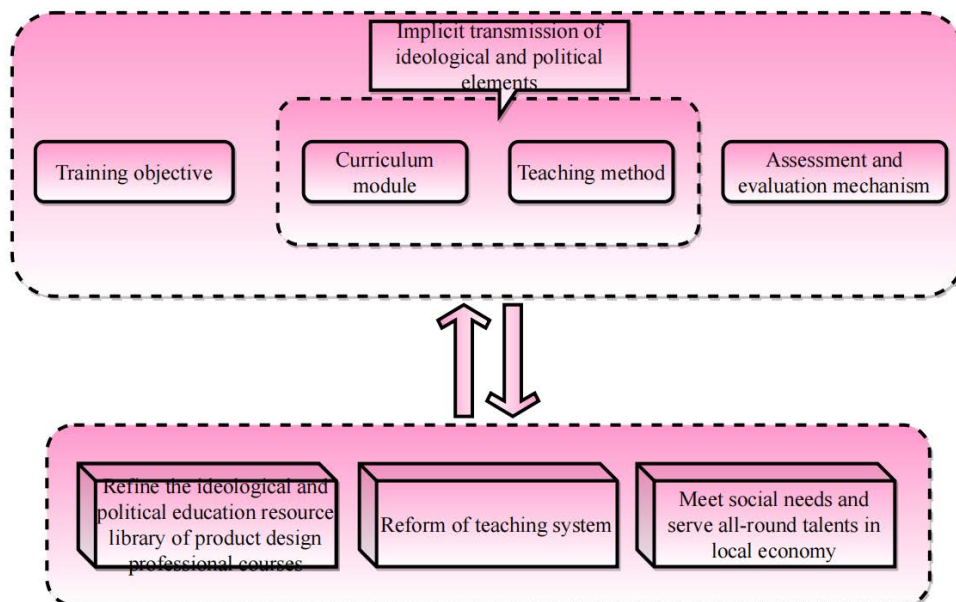 Implicit transmission of
ideological and political
elements
Training objective
Curriculum
module
Teaching method
Assessment and
evaluation mechanism
Refine the ideological and
political education resource
library of product design
professional courses
Reform of teaching system
Meet social needs and
serve all-round talents in
local economy